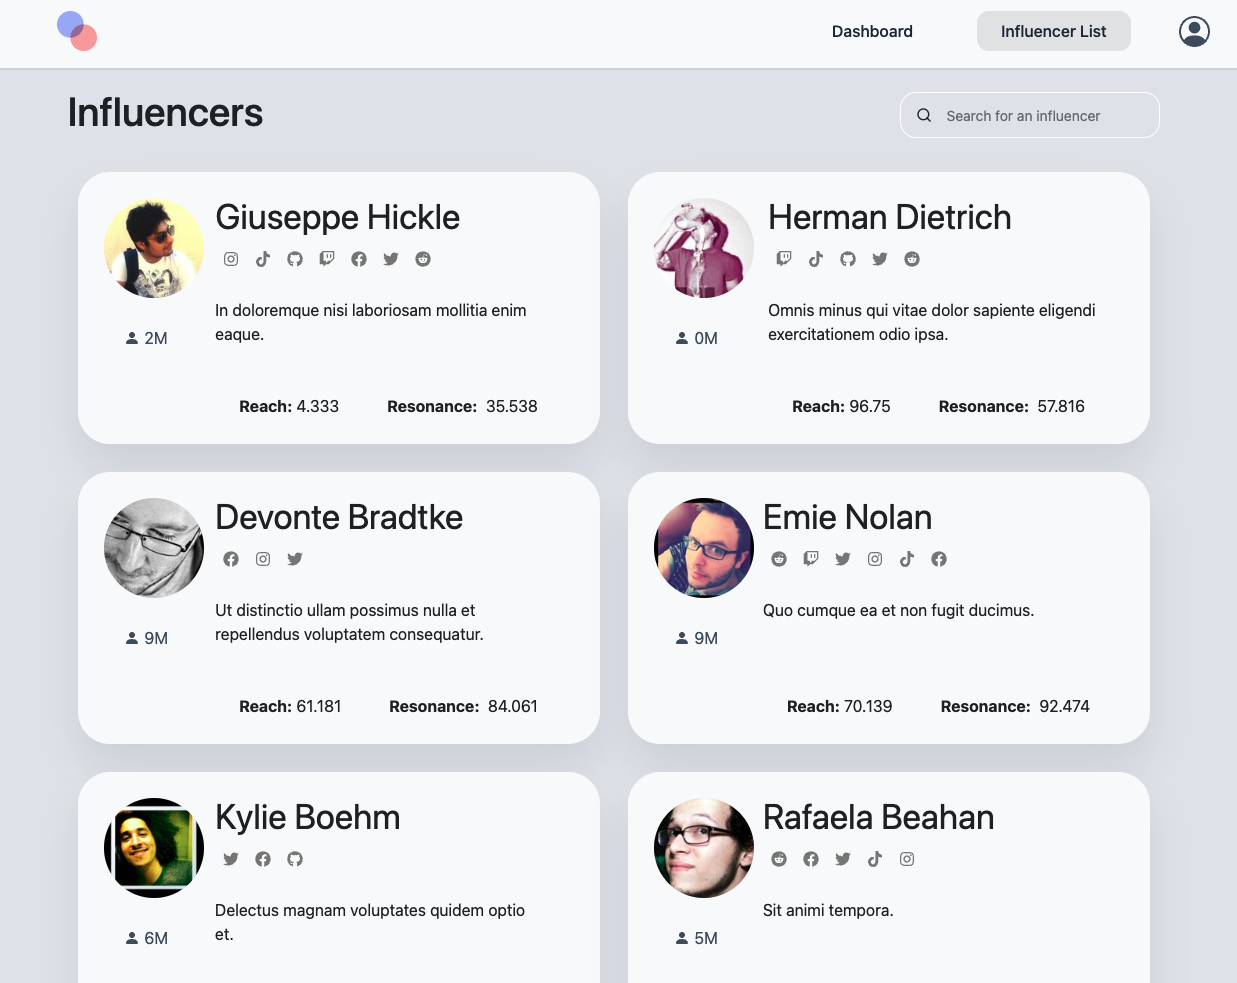 Dashboard
Influencer List
Influencers
Search for an influencer
Giuseppe Hickle
In doloremque nisi laboriosam mollitia enim
eaque.
2M
Reach: 4.333 Resonance: 35.538
Herman Dietrich
Omnis minus qui vitae dolor sapiente eligendi
exercitationem odio ipsa.
0M
Reach: 96.75 Resonance: 57.816
Devonte Bradtke
Ut distinctio ullam possimus nulla et
repellendus voluptatem consequatur.
9M
Reach: 61.181 Resonance: 84.061
Emie Nolan
Quo cumque ea et non fugit ducimus.
9M
Reach: 70.139 Resonance: 92.474
Kylie Boehm
Delectus magnam voluptates quidem optio
et.
6M
Rafaela Beahan
Sit animi tempora.
5M